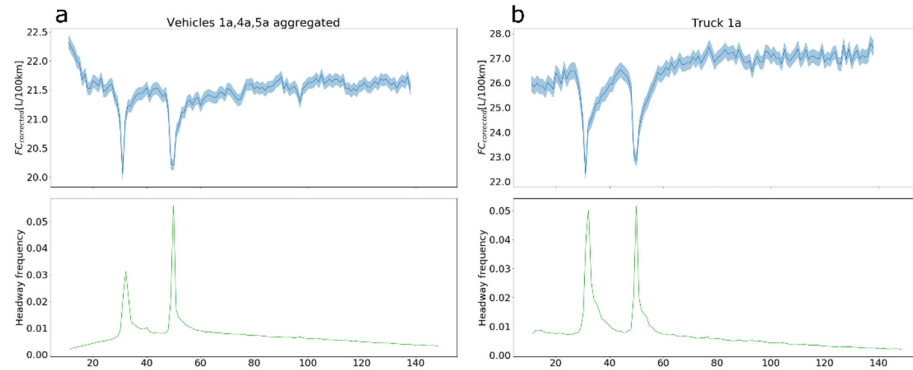 a
Vehicles 1a,4a,5a aggregated
22.5
22.0
21.5
21.0
20.5
20.0
FCcorrected[L/100km]
0.05
0.04
0.03
0.02
0.01
0.00
Headway frequency
20 40 60 80 100 120 140
b
Truck 1a
28.0
27.0
26.0
25.0
24.0
23.0
22.0
FCcorrected[L/100km]
0.05
0.04
0.03
0.02
0.01
0.00
Headway frequency
20 40 60 80 100 120 140